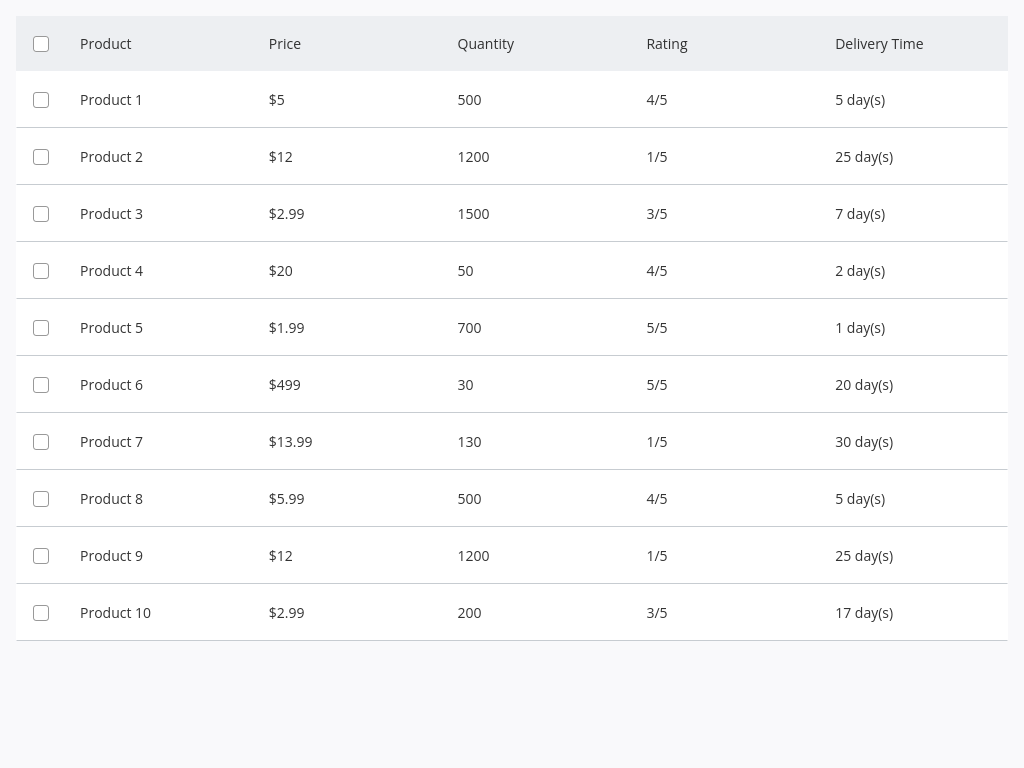 Product Price Quantity Rating Delivery Time
Product 1 $5 500 4/5 5 day(s)
Product 2 $12 1200 1/5 25 day(s)
Product 3 $2.99 1500 3/5 7 day(s)
Product 4 $20 50 4/5 2 day(s)
Product 5 $1.99 700 5/5 1 day(s)
Product 6 $499 30 5/5 20 day(s)
Product 7 $13.99 130 1/5 30 day(s)
Product 8 $5.99 500 4/5 5 day(s)
Product 9 $12 1200 1/5 25 day(s)
Product 10 $2.99 200 3/5 17 day(s)